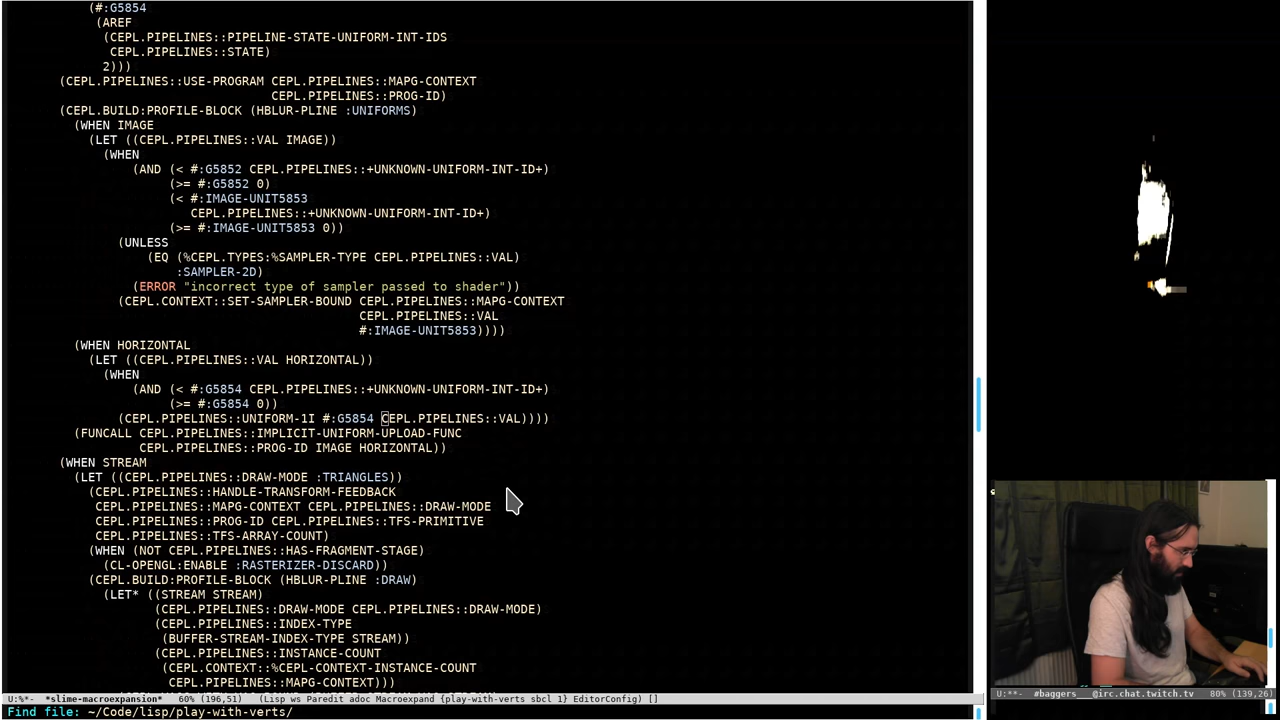 (#:G5854
(AREF
(CEPL.PIPELINES::PIPELINE-STATE-UNIFORM-INT-IDS
CEPL.PIPELINES::STATE)
2)))
(CEPL.PIPELINES::USE-PROGRAM CEPL.PIPELINES::MAPG-CONTEXT
CEPL.PIPELINES::PROG-ID)
(CEPL.BUILD:PROFILE-BLOCK (HBLUR-PLINE :UNIFORMS)
(WHEN IMAGE
(LET ((CEPL.PIPELINES::VAL IMAGE))
(WHEN
(AND (< #:G5852 CEPL.PIPELINES::+UNKNOWN-UNIFORM-INT-ID+)
(>= #:G5852 0)
(< #:IMAGE-UNIT5853
CEPL.PIPELINES::+UNKNOWN-UNIFORM-INT-ID+)
(>= #:IMAGE-UNIT5853 0))
(UNLESS
(EQ (%CEPL.TYPES:%SAMPLER-TYPE CEPL.PIPELINES::VAL)
:SAMPLER-2D)
(ERROR "incorrect type of sampler passed to shader"))
(CEPL.CONTEXT::SET-SAMPLER-BOUND CEPL.PIPELINES::MAPG-CONTEXT
CEPL.PIPELINES::VAL
#:IMAGE-UNIT5853))))
(WHEN HORIZONTAL
(LET ((CEPL.PIPELINES::VAL HORIZONTAL))
(WHEN
(AND (< #:G5854 CEPL.PIPELINES::+UNKNOWN-UNIFORM-INT-ID+)
(>= #:G5854 0))
(CEPL.PIPELINES::UNIFORM-1I #:G5854 CEPL.PIPELINES::VAL))))
(FUNCALL CEPL.PIPELINES::IMPLICIT-UNIFORM-UPLOAD-FUNC
CEPL.PIPELINES::PROG-ID IMAGE HORIZONTAL))
(WHEN STREAM
(LET ((CEPL.PIPELINES::DRAW-MODE :TRIANGLES))
(CEPL.PIPELINES::HANDLE-TRANSFORM-FEEDBACK
CEPL.PIPELINES::MAPG-CONTEXT CEPL.PIPELINES::DRAW-MODE
CEPL.PIPELINES::PROG-ID CEPL.PIPELINES::TFS-PRIMITIVE
CEPL.PIPELINES::TFS-ARRAY-COUNT)
(WHEN (NOT CEPL.PIPELINES::HAS-FRAGMENT-STAGE)
(CL-OPENGL:ENABLE :RASTERIZER-DISCARD))
(CEPL.BUILD:PROFILE-BLOCK (HBLUR-PLINE :DRAW)
(LET* ((STREAM STREAM)
(CEPL.PIPELINES::DRAW-MODE CEPL.PIPELINES::DRAW-MODE)
(CEPL.PIPELINES::INDEX-TYPE
(BUFFER-STREAM-INDEX-TYPE STREAM))
(CEPL.PIPELINES::INSTANCE-COUNT
(CEPL.CONTEXT::%CEPL-CONTEXT-INSTANCE-COUNT
CEPL.PIPELINES::MAPG-CONTEXT)))
U:%*- *slime-macroexpansion* 60% (196,51) (Lisp ws Paredit adoc Macroexpand {play-with-verts sbcl 1} EditorConfig) []
U:**- #baggers __@irc.chat.twitch.tv 80% (139,26)
Find file: ~/Code/lisp/play-with-verts/